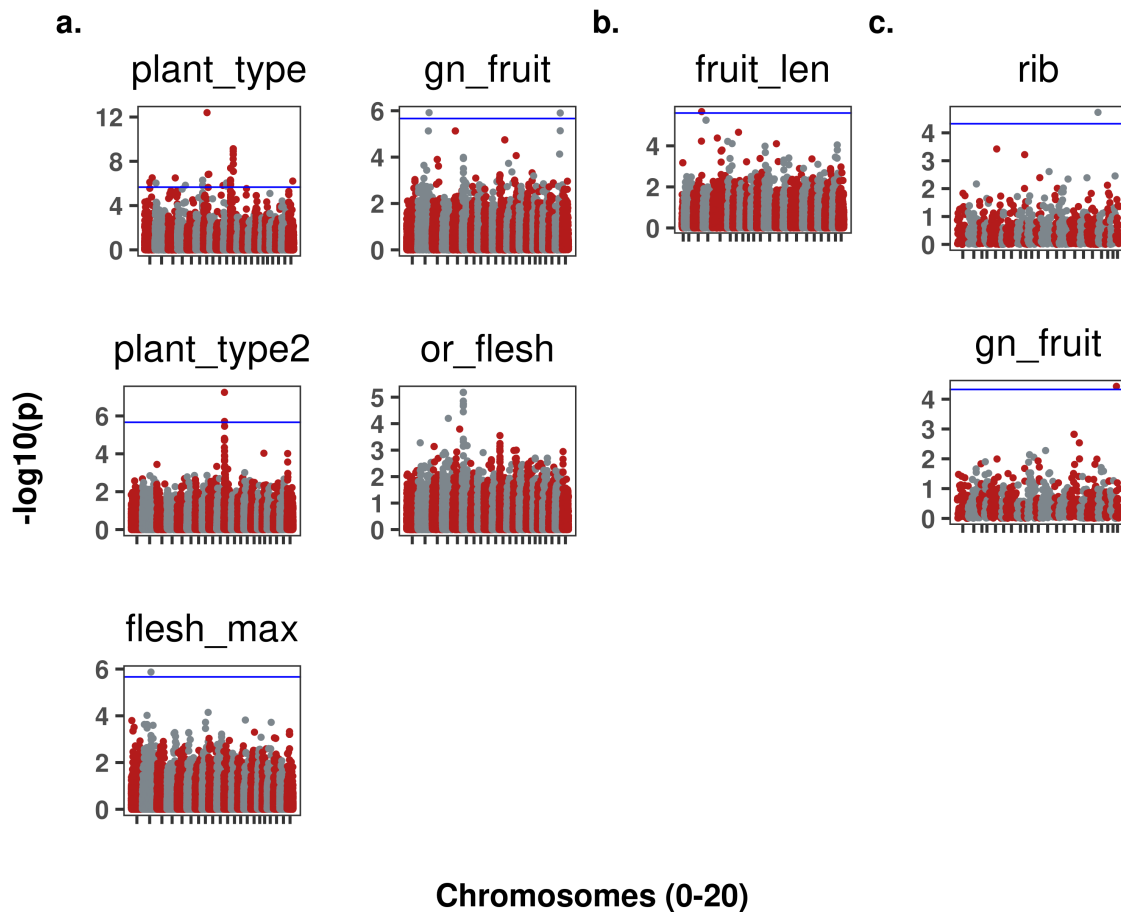 a.
b.
c.
plant_type
gn_fruit
fruit_len
rib
12
8
4
0
6
4
2
0
4
2
0
4
3
2
1
0
plant_type2
or_flesh
gn_fruit
6
4
2
0
5
4
3
2
1
0
4
3
2
1
0
-log10(p)
flesh_max
6
4
2
0
Chromosomes (0-20)